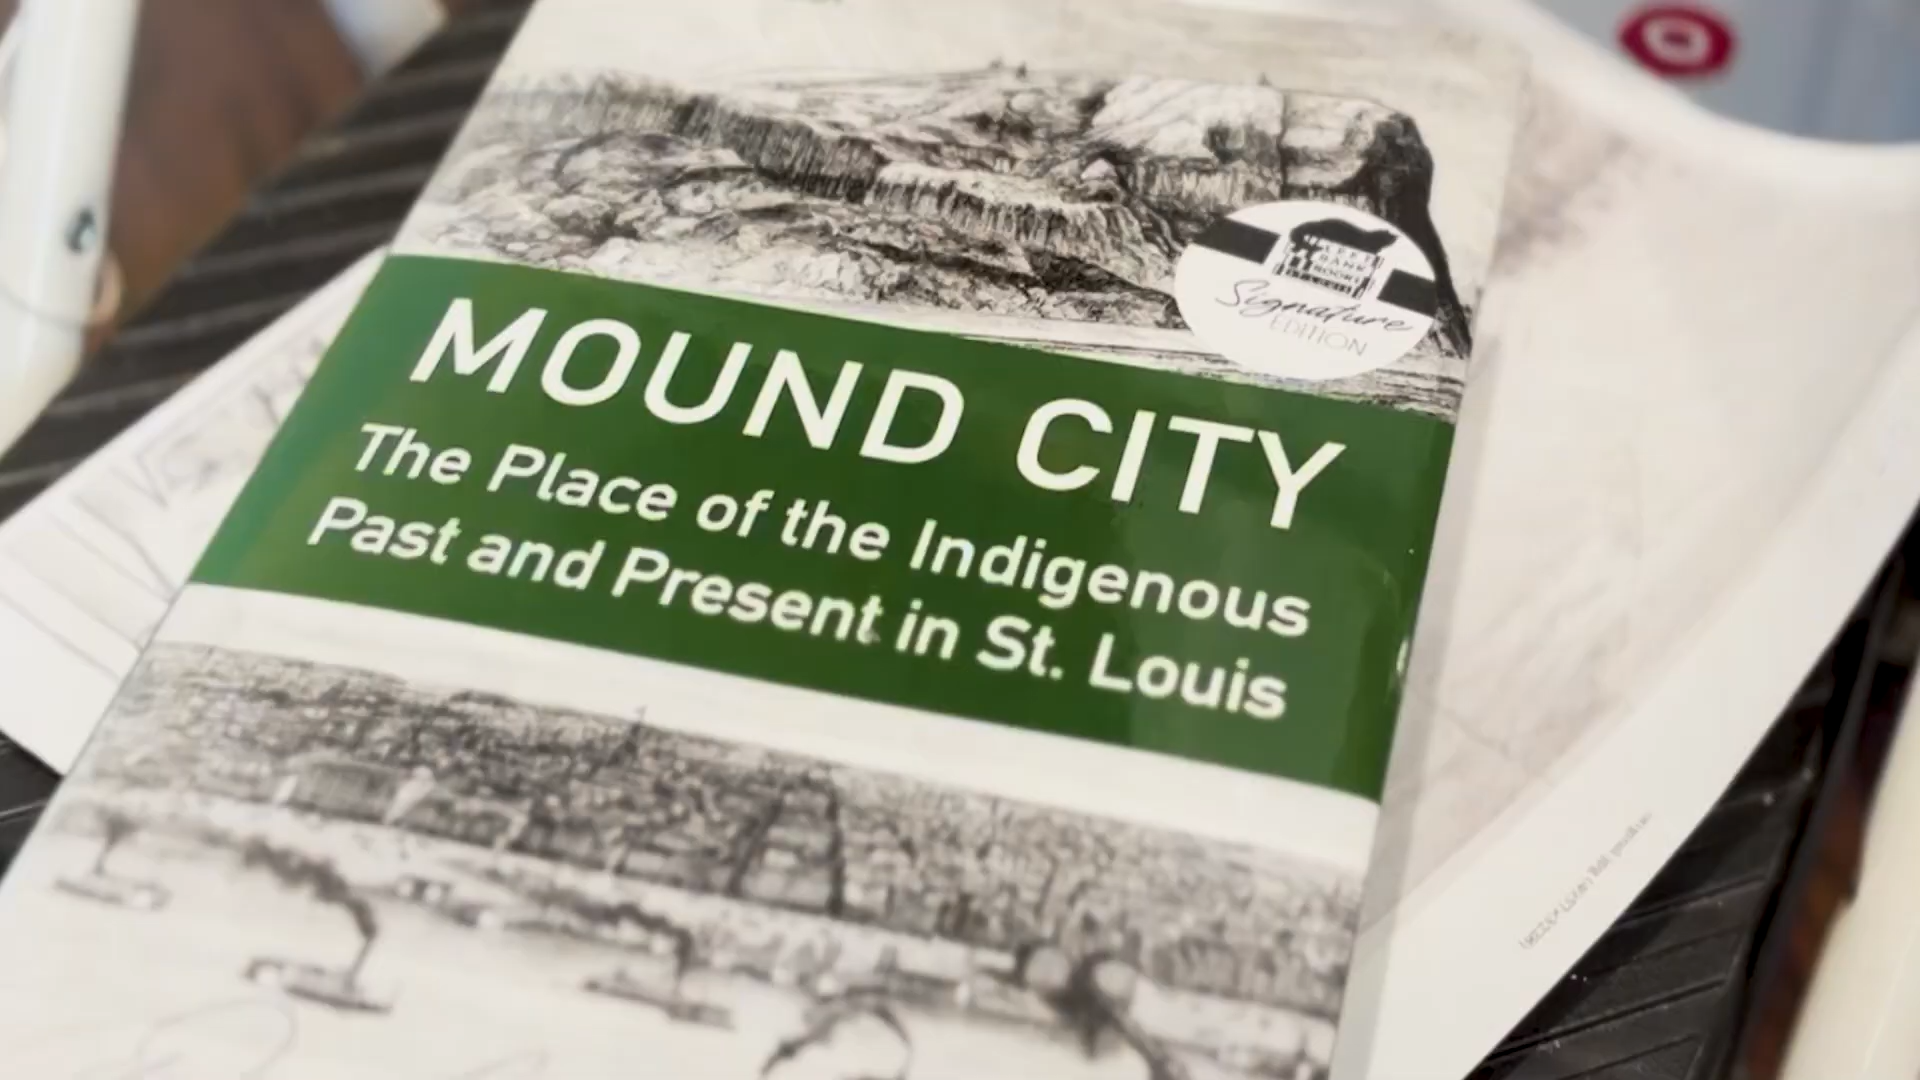 MOUND CITY
The Place of the Indigenous
Past and Present in St. Louis
Signature
EDITION